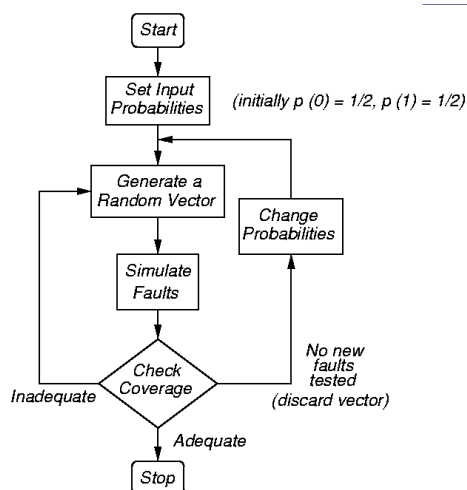 Start
Set Input
Probabilities
(initially p (0) = 1/2, p (1) = 1/2)
Generate a
Random Vector
Change
Probabilities
Simulate
Faults
Check
Coverage
No new
faults
tested
(discard vector)
Inadequate
Adequate
Stop